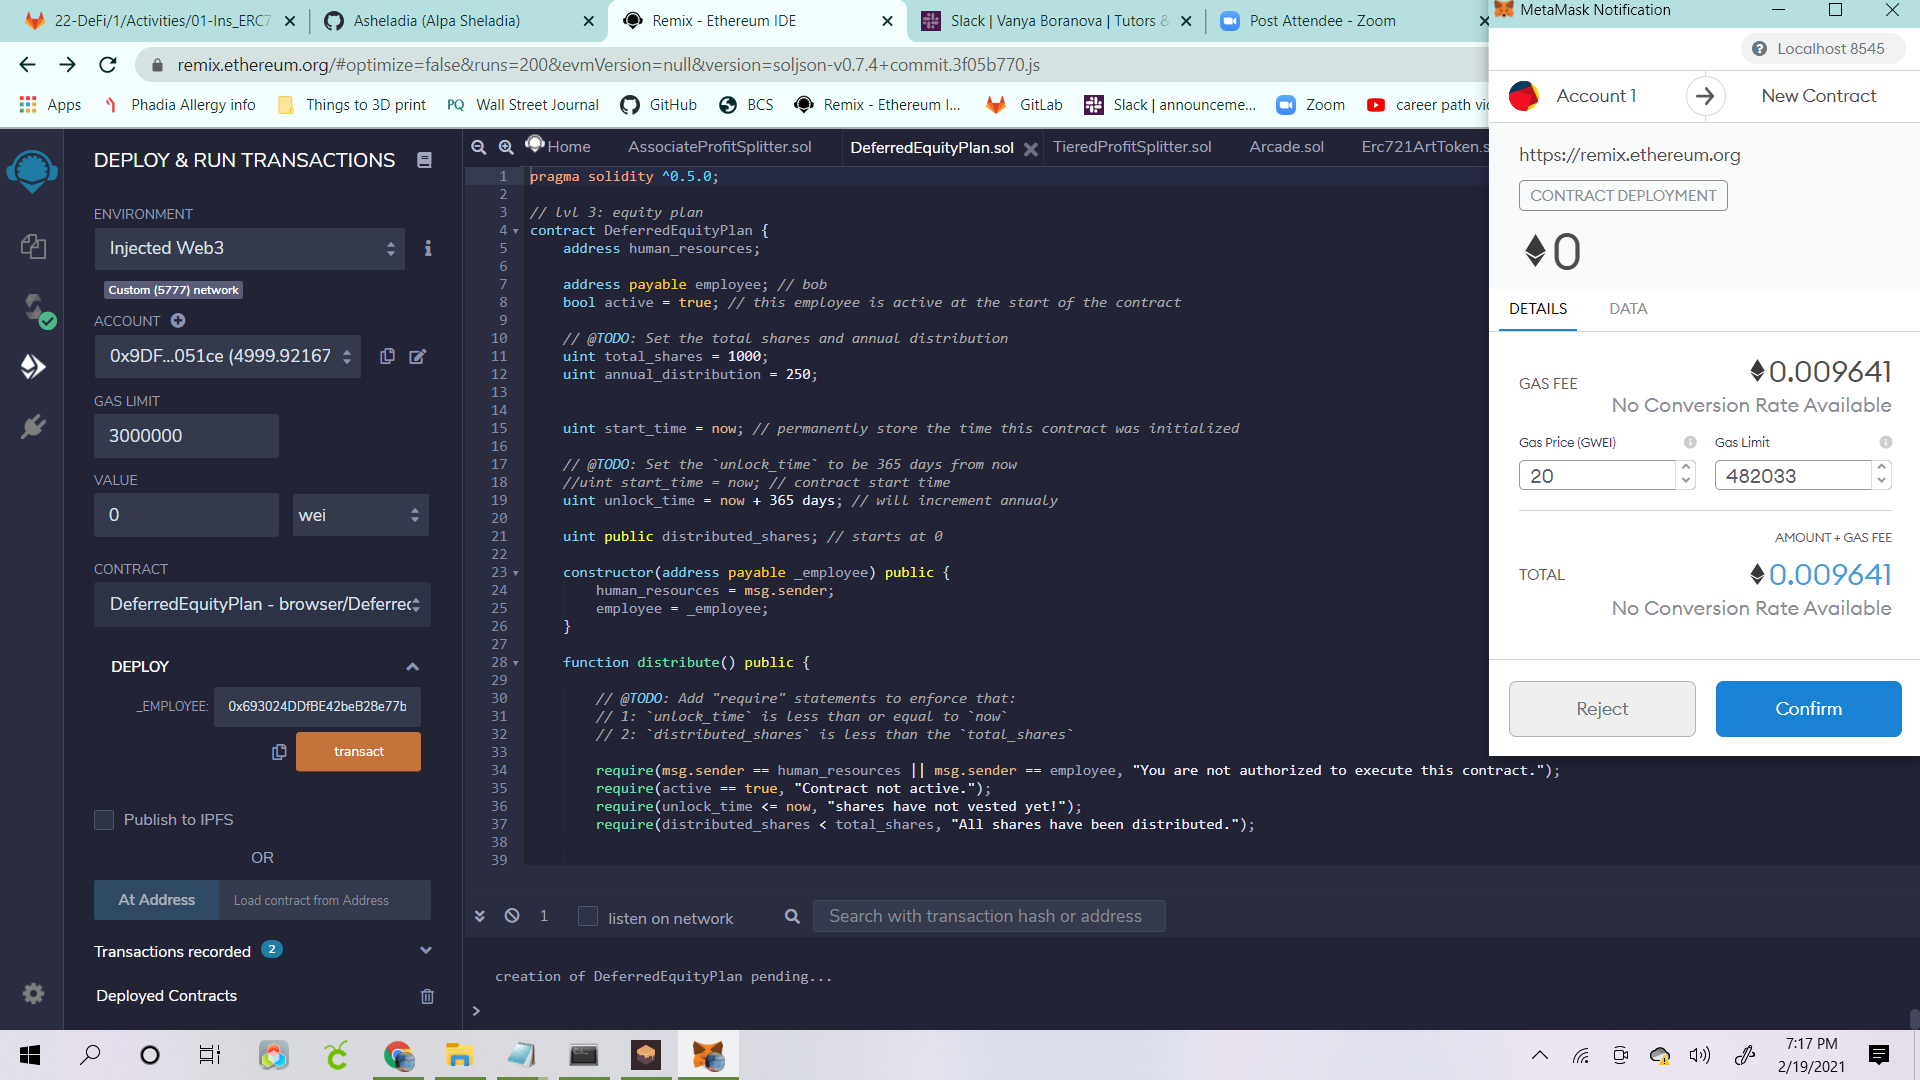 22-DeFi/1/Activities/01-Ins_ERC7
Asheladia (Alpa Sheladia)
Remix - Ethereum IDE
Slack | Vanya Boranova | Tutors &
Post Attendee - Zoom
MetaMask Notification
remix.ethereum.org/#optimize=false&runs=200&evmVersion=null&version=soljson-v0.7.4+commit.3f05b770.js
Apps
Phadia Allergy info
Things to 3D print
PQ Wall Street Journal
GitHub
BCS
Remix - Ethereum I...
GitLab
Slack | announceme...
Zoom
career path vi
DEPLOY & RUN TRANSACTIONS
ENVIRONMENT
Injected Web3
Custom (5777) network
ACCOUNT
0x9DF...051ce (4999.92167
GAS LIMIT
3000000
VALUE
0
wei
CONTRACT
DeferredEquityPlan - browser/Deferrec
DEPLOY
_EMPLOYEE:
0x693024DDfBE42beB28e77b
transact
Publish to IPFS
OR
At Address
Load contract from Address
Transactions recorded 2
Deployed Contracts
Home
AssociateProfitSplitter.sol
DeferredEquityPlan.sol
TieredProfitSplitter.sol
Arcade.sol
Erc721ArtToken.s
1 pragma solidity ^0.5.0;
2
3 // lvl 3: equity plan
4 contract DeferredEquityPlan {
5 address human_resources;
6
7 address payable employee; // bob
8 bool active = true; // this employee is active at the start of the contract
9
10 // @TODO: Set the total shares and annual distribution
11 uint total_shares = 1000;
12 uint annual_distribution = 250;
13
14
15 uint start_time = now; // permanently store the time this contract was initialized
16
17 // @TODO: Set the `unlock_time` to be 365 days from now
18 //uint start_time = now; // contract start time
19 uint unlock_time = now + 365 days; // will increment annualy
20
21 uint public distributed_shares; // starts at 0
22
23 constructor(address payable _employee) public {
24 human_resources = msg.sender;
25 employee = _employee;
26 }
27
28 function distribute() public {
29
30 // @TODO: Add "require" statements to enforce that:
31 // 1: `unlock_time` is less than or equal to `now`
32 // 2: `distributed_shares` is less than the `total_shares`
33
34 require(msg.sender == human_resources || msg.sender == employee, "You are not authorized to execute this contract.");
35 require(active == true, "Contract not active.");
36 require(unlock_time <= now, "shares have not vested yet!");
37 require(distributed_shares < total_shares, "All shares have been distributed.");
38
39
1
listen on network
Search with transaction hash or address
creation of DeferredEquityPlan pending...
>
Localhost 8545
Account 1
New Contract
https://remix.ethereum.org
CONTRACT DEPLOYMENT
0
DETAILS
DATA
GAS FEE
0.009641
No Conversion Rate Available
Gas Price (GWEI)
Gas Limit
20
482033
AMOUNT + GAS FEE
TOTAL
0.009641
No Conversion Rate Available
Reject
Confirm
7:17 PM
2/19/2021